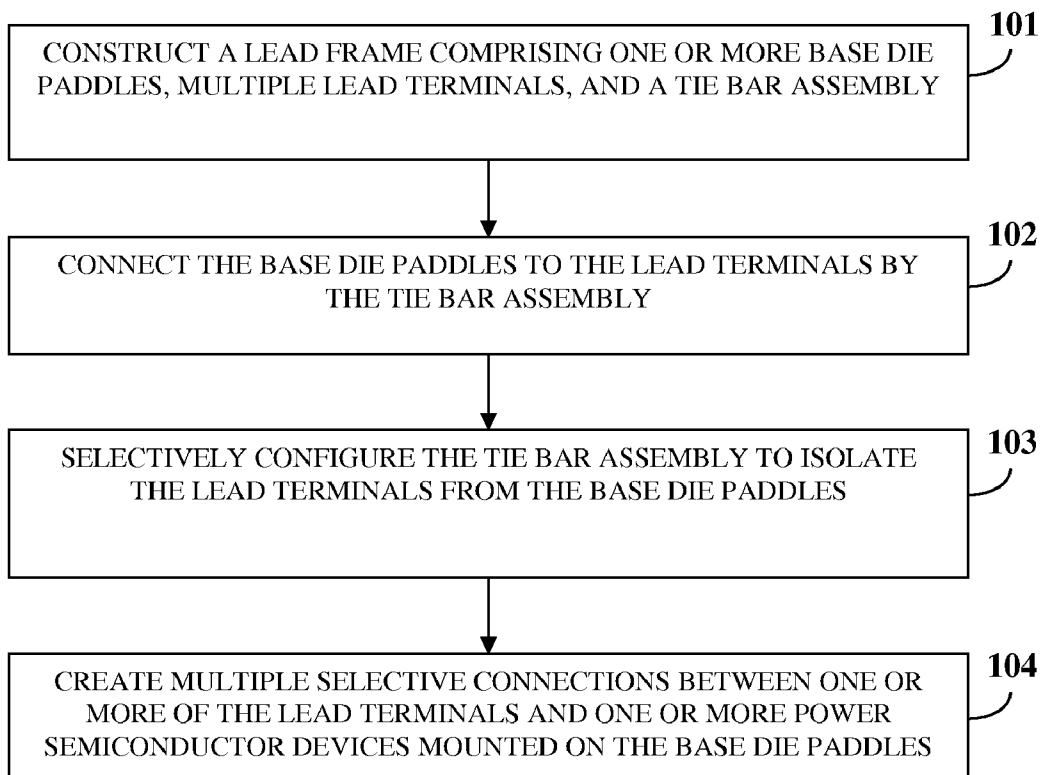 101
CONSTRUCT A LEAD FRAME COMPRISING ONE OR MORE BASE DIE
PADDLES, MULTIPLE LEAD TERMINALS, AND A TIE BAR ASSEMBLY
102
CONNECT THE BASE DIE PADDLES TO THE LEAD TERMINALS BY
THE TIE BAR ASSEMBLY
103
SELECTIVELY CONFIGURE THE TIE BAR ASSEMBLY TO ISOLATE
THE LEAD TERMINALS FROM THE BASE DIE PADDLES
104
CREATE MULTIPLE SELECTIVE CONNECTIONS BETWEEN ONE OR
MORE OF THE LEAD TERMINALS AND ONE OR MORE POWER
SEMICONDUCTOR DEVICES MOUNTED ON THE BASE DIE PADDLES